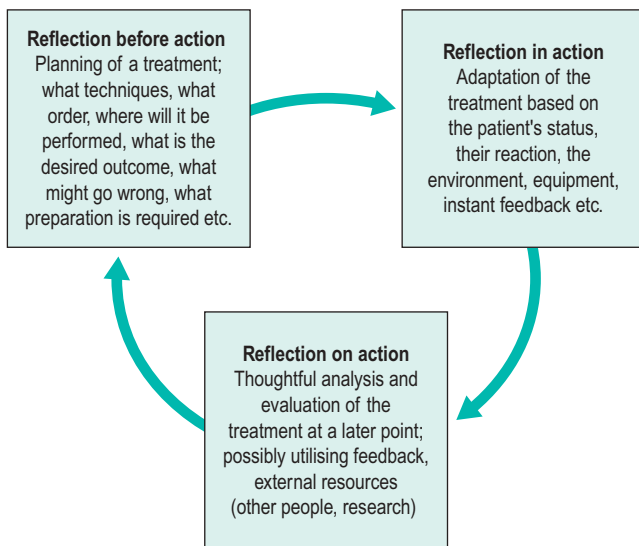 Reflection before action
Planning of a treatment;
what techniques, what
order, where will it be
performed, what is the
desired outcome, what
might go wrong, what
preparation is required etc.
Reflection in action
Adaptation of the
treatment based on
the patient's status,
their reaction, the
environment, equipment,
instant feedback etc.
Reflection on action
Thoughtful analysis and
evaluation of the
treatment at a later point;
possibly utilising feedback,
external resources
(other people, research)